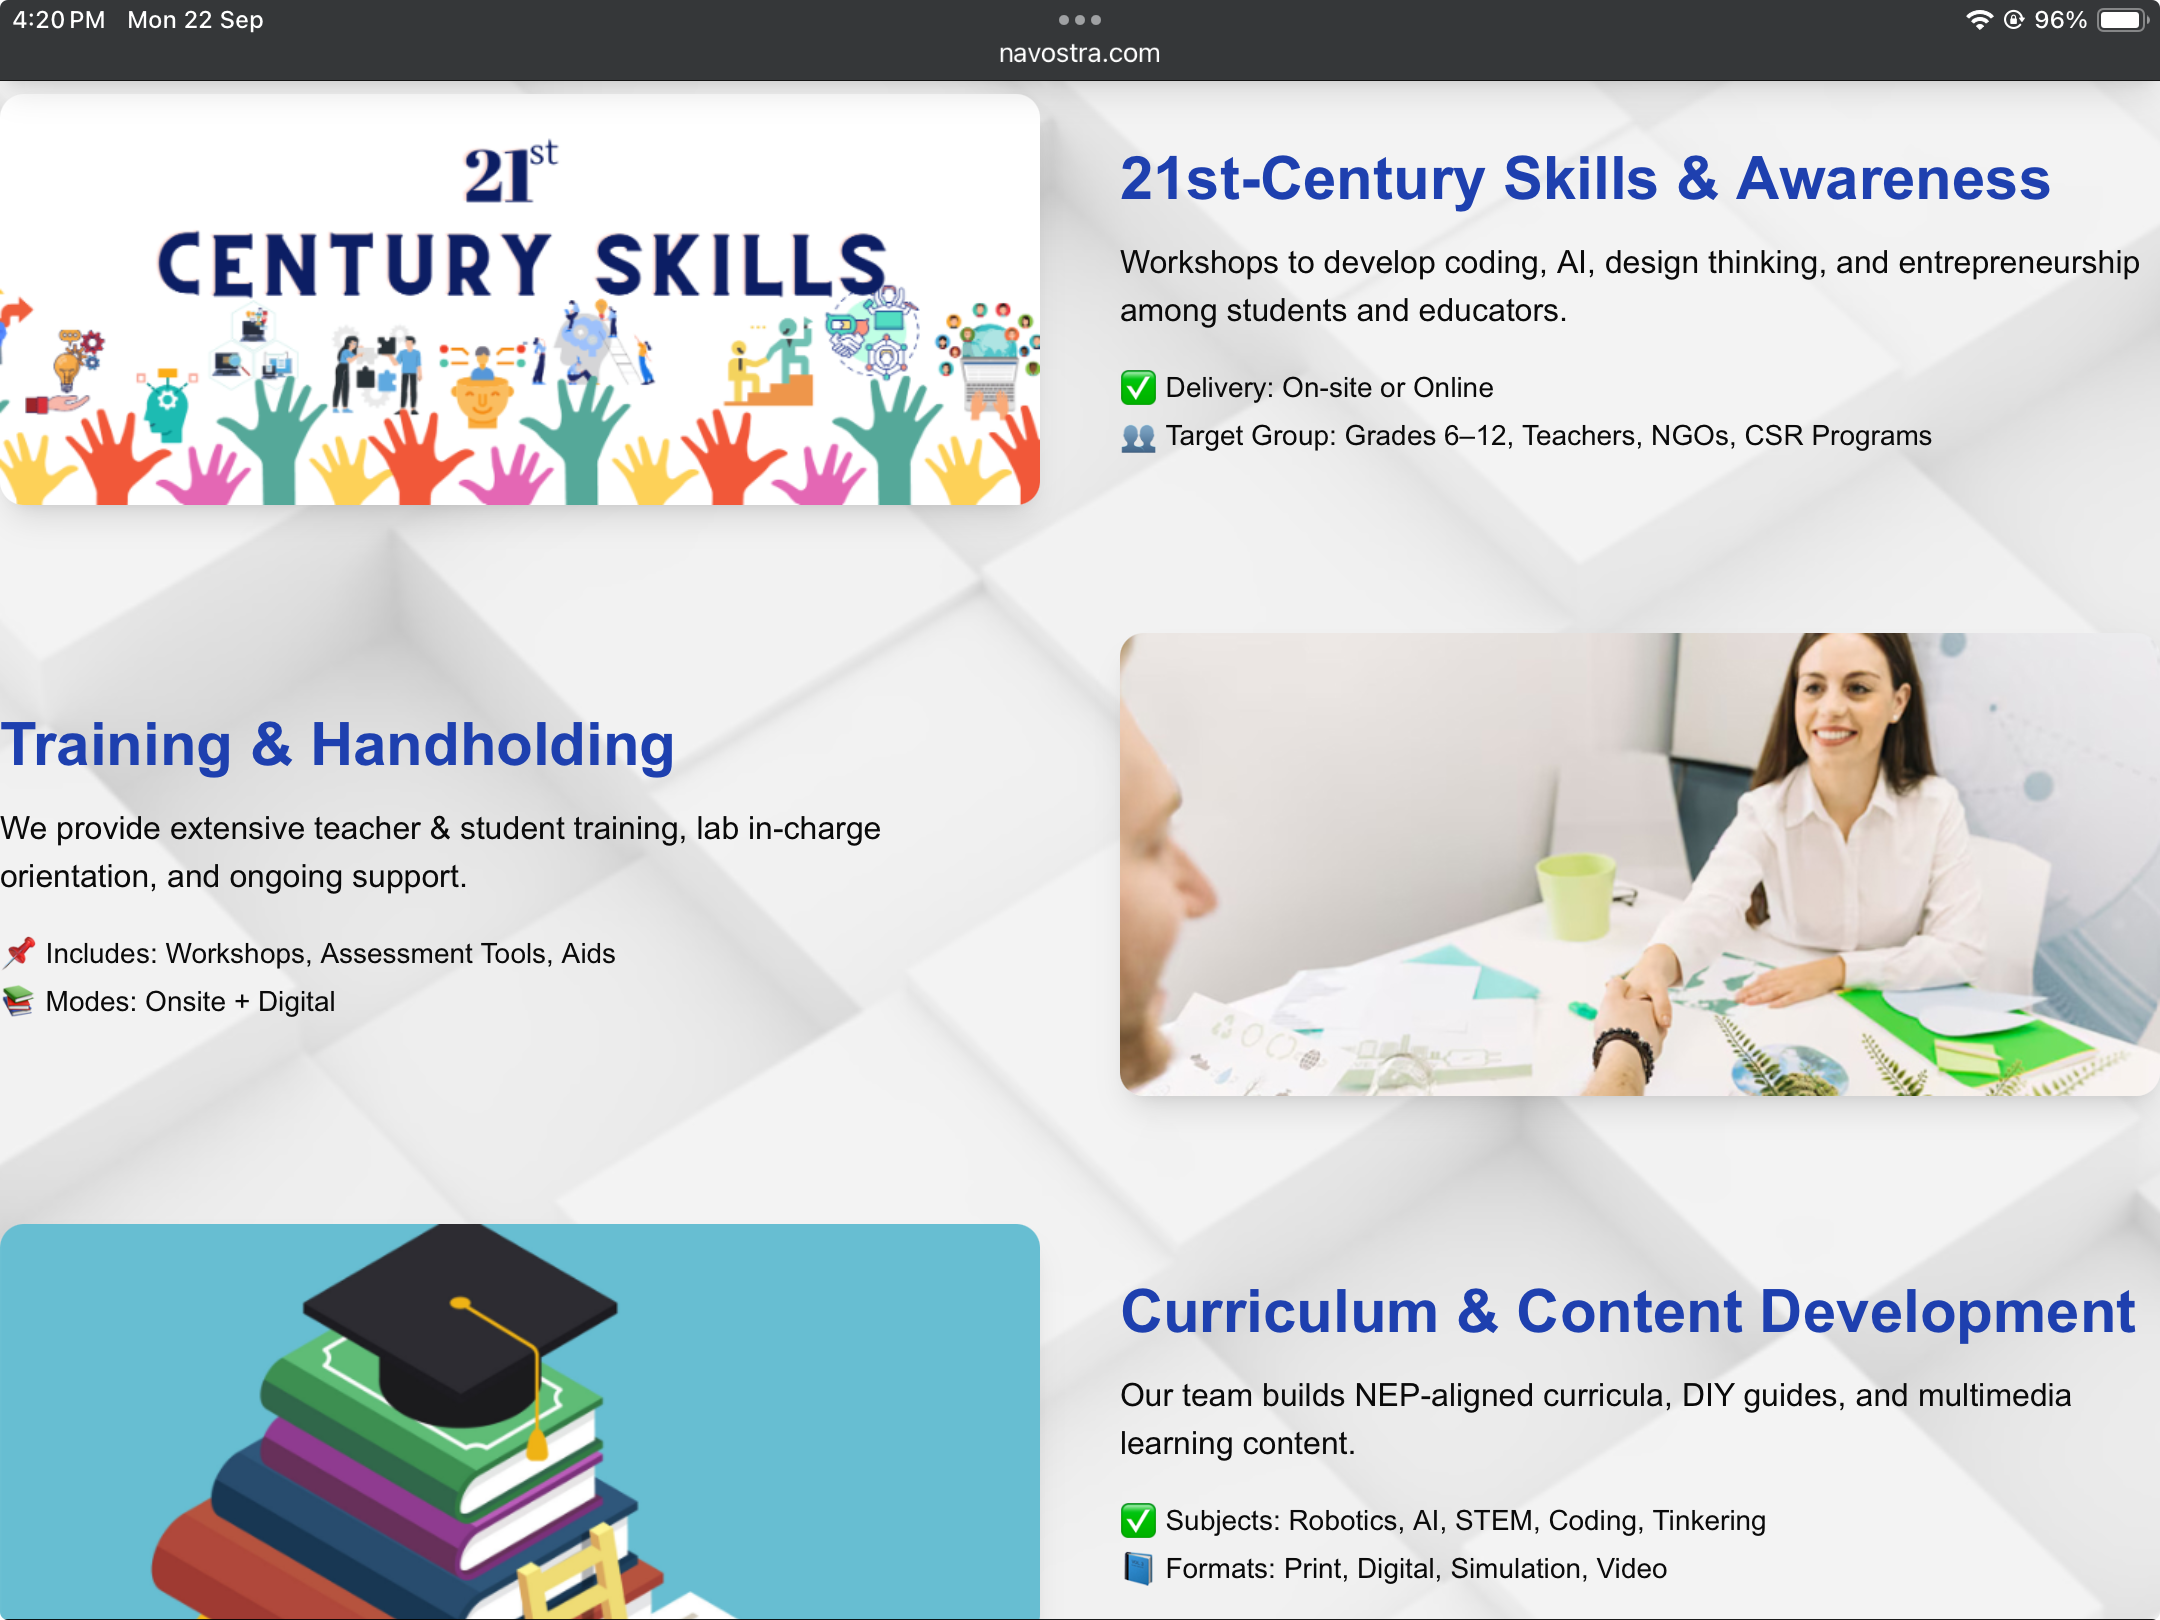 4:20 PM Mon 22 Sep
96%
navostra.com
21st
CENTURY SKILLS
21st-Century Skills & Awareness
Workshops to develop coding, AI, design thinking, and entrepreneurship
among students and educators.
✅ Delivery: On-site or Online
👥 Target Group: Grades 6–12, Teachers, NGOs, CSR Programs
Training & Handholding
We provide extensive teacher & student training, lab in-charge
orientation, and ongoing support.
📌 Includes: Workshops, Assessment Tools, Aids
📚 Modes: Onsite + Digital
Curriculum & Content Development
Our team builds NEP-aligned curricula, DIY guides, and multimedia
learning content.
✅ Subjects: Robotics, AI, STEM, Coding, Tinkering
📘 Formats: Print, Digital, Simulation, Video